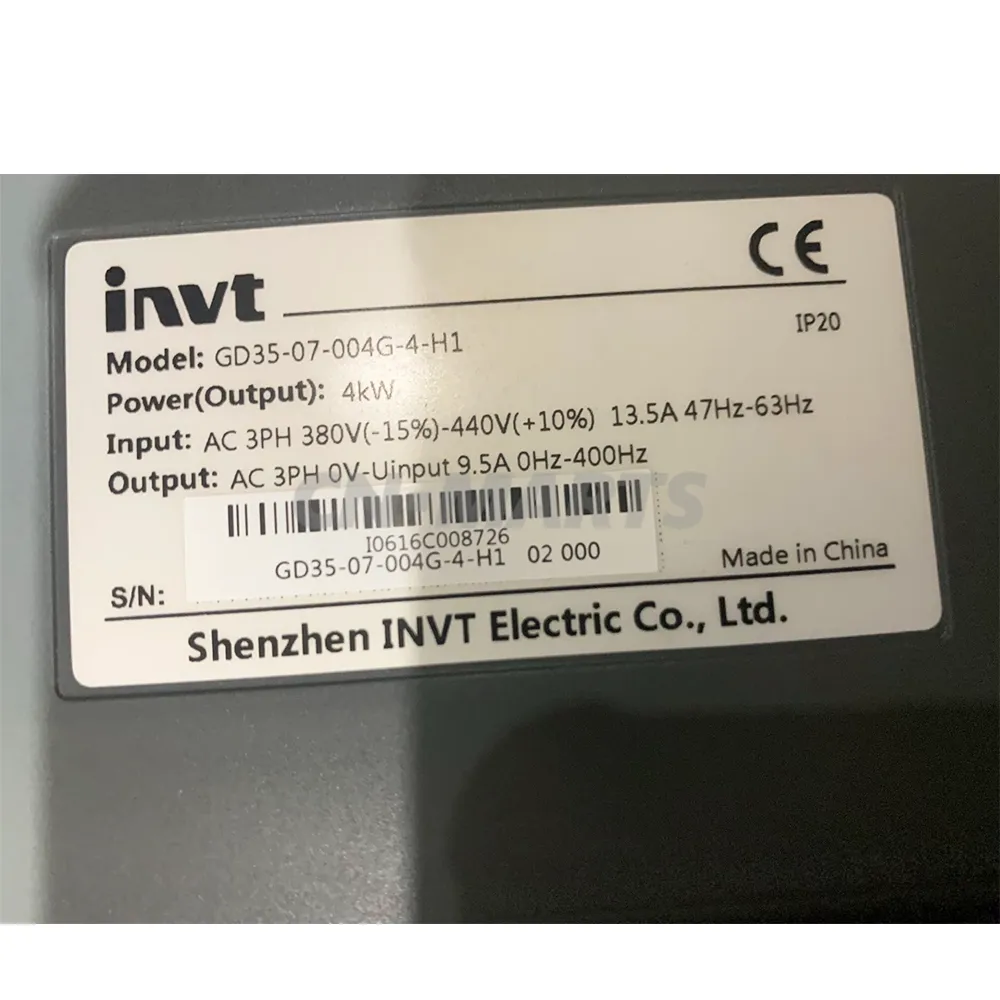 invt
CE
IP20
Model: GD35-07-004G-4-H1
Power(Output): 4kW
Input: AC 3PH 380V(-15%)-440V(+10%) 13.5A 47Hz-63Hz
Output: AC 3PH 0V-Uinput 9.5A 0Hz-400Hz
CN-MARTS
I0616C008726
GD35-07-004G-4-H1 02 000
S/N:
Made in China
Shenzhen INVT Electric Co., Ltd.